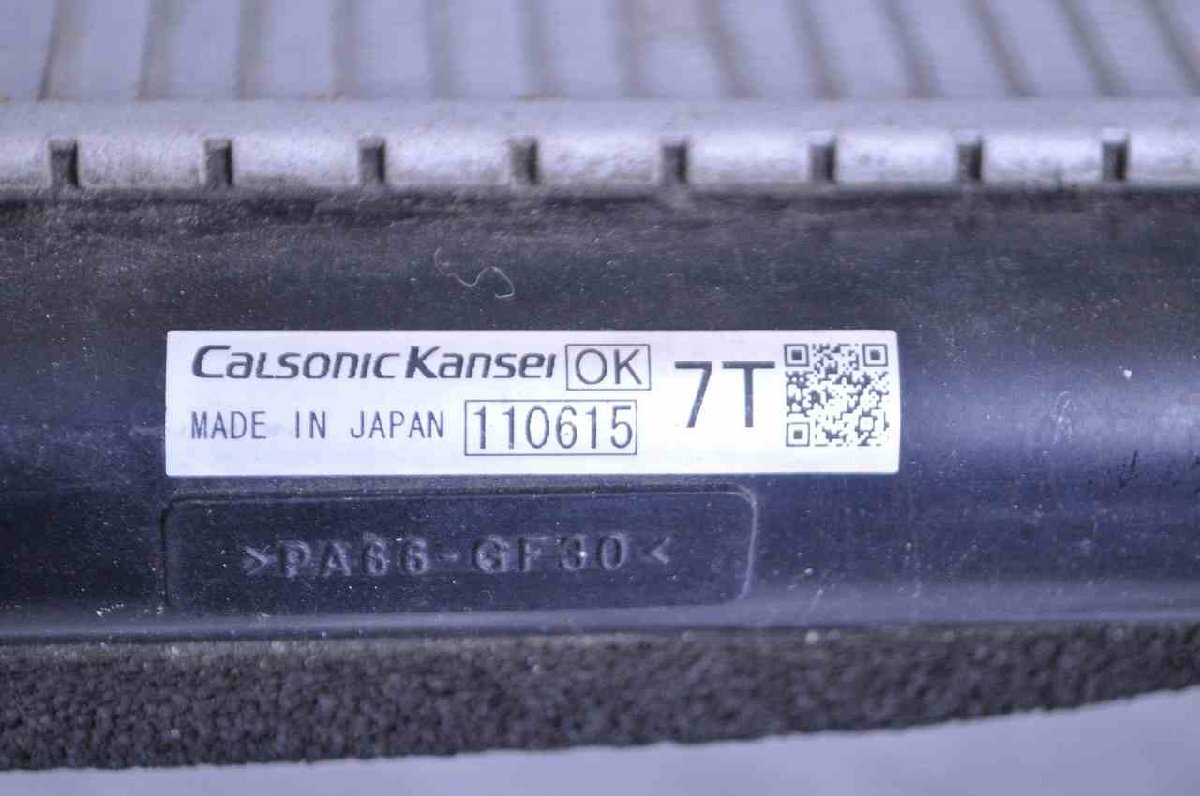 CALSONIC KANSEI OK 7T
MADE IN JAPAN 110615
>PA66-GF30<